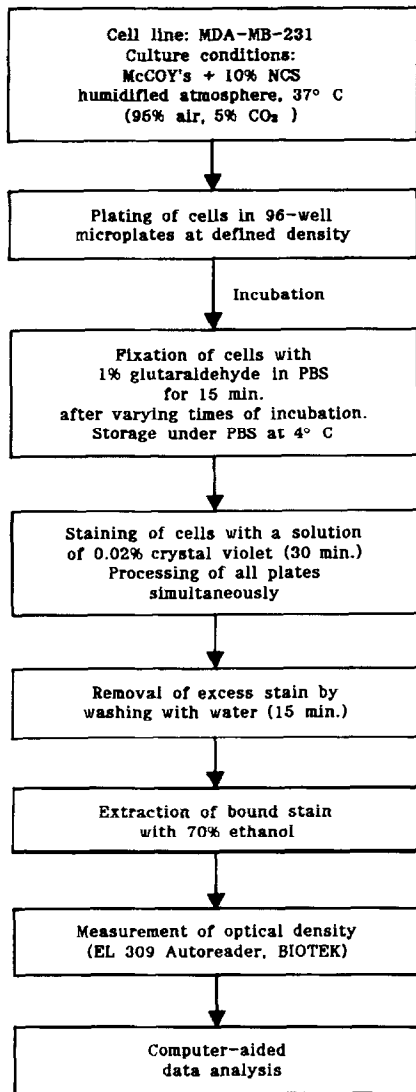 Cell line: MDA-MB-231
Culture conditions:
McCOY's + 10% NCS
humidified atmosphere, 37° C
(95% air, 5% CO₂ )
Plating of cells in 96-well
microplates at defined density
Incubation
Fixation of cells with
1% glutaraldehyde in PBS
for 15 min.
after varying times of incubation.
Storage under PBS at 4° C
Staining of cells with a solution
of 0.02% crystal violet (30 min.)
Processing of all plates
simultaneously
Removal of excess stain by
washing with water (15 min.)
Extraction of bound stain
with 70% ethanol
Measurement of optical density
(EL 309 Autoreader, BIOTEK)
Computer-aided
data analysis